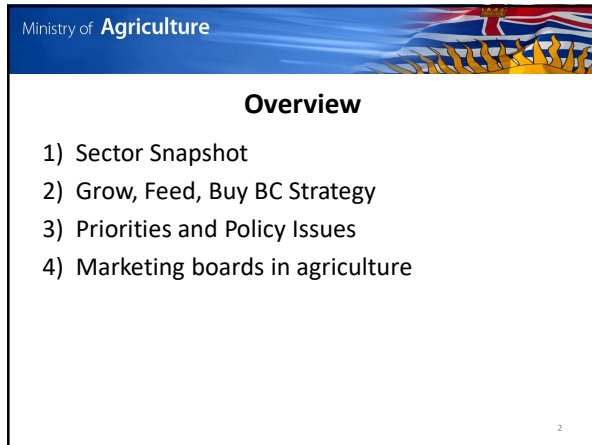 Ministry of Agriculture
Overview
1) Sector Snapshot
2) Grow, Feed, Buy BC Strategy
3) Priorities and Policy Issues
4) Marketing boards in agriculture
2